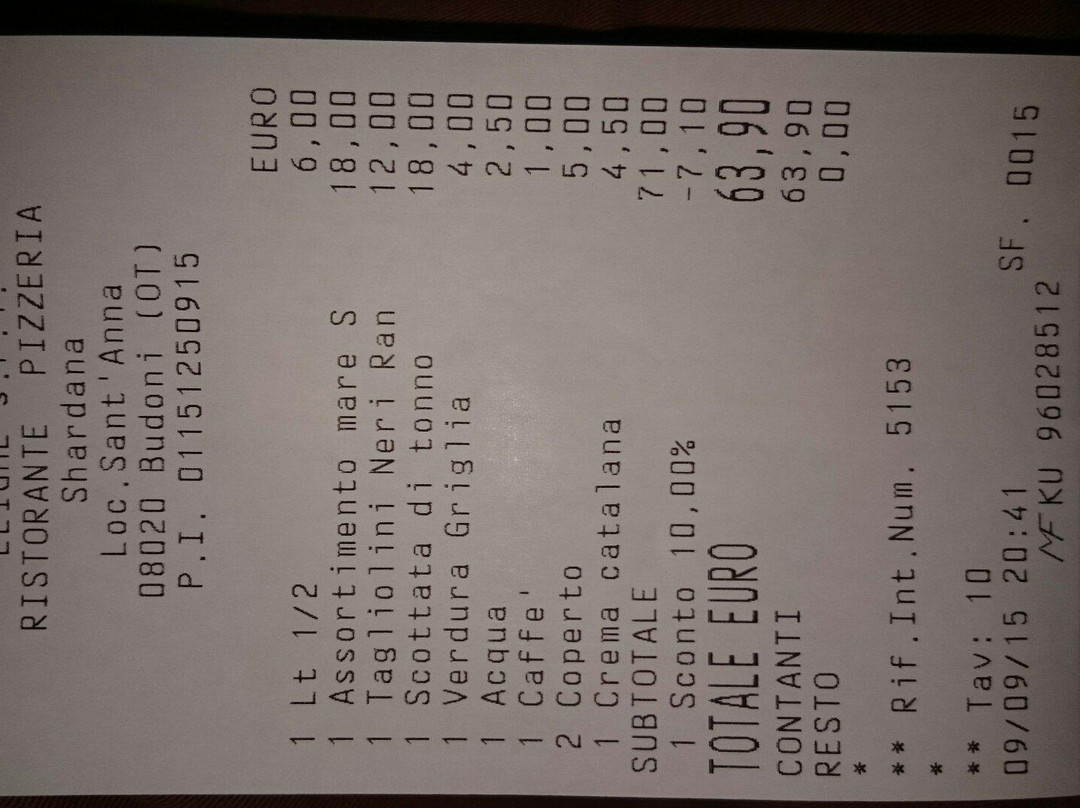 RISTORANTE PIZZERIA
Shardana
Loc.Sant'Anna
08020 Budoni (OT)
P.I. 01151250915
EURO
1 Lt 1/2 6,00
1 Assortimento mare S 18,00
1 Tagliolini Neri Ran 12,00
1 Scottata di tonno 18,00
1 Verdura Griglia 4,00
1 Acqua 2,50
1 Caffe' 1,00
2 Coperto 5,00
1 Crema catalana 4,50
SUBTOTALE 71,00
1 Sconto 10,00% -7,10
TOTALE EURO 63,90
CONTANTI 63,90
RESTO 0,00
*
** Rif.Int.Num. 5153
*
** Tav: 10
09/09/15 20:41 SF. 0015
MF KU 96028512